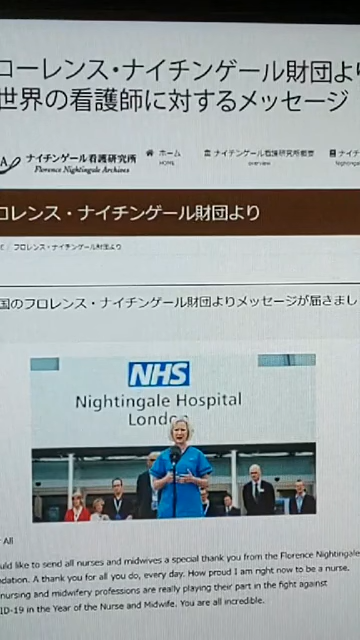 ローレンス・ナイチンゲール財団より
世界の看護師に対するメッセージ
ナイチンゲール看護研究所
Florence Nightingale Archives
ホーム
HOME
ナイチンゲール看護研究所概要
overview
ナイチ
Nighting
ロレンス・ナイチンゲール財団より
/ フロレンス・ナイチンゲール財団より
国のフロレンス・ナイチンゲール財団よりメッセージが届きまし
NHS
Nightingale Hospital
London
All
uld like to send all nurses and midwives a special thank you from the Florence Nightingale
ndation. A thank you for all you do, every day. How proud I am right now to be a nurse.
nursing and midwifery professions are really playing their part in the fight against
ID-19 in the Year of the Nurse and Midwife. You are all incredible.